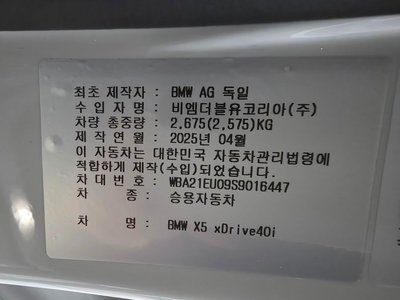 최초 제작자 : BMW AG 독일
수 입 자 명 : 비엠더블유코리아(주)
차량 총중량 : 2,675(2,575)KG
제 작 연 월 : 2025년 04월
이 자동차는 대한민국 자동차관리법령에
적합하게 제작(수입)되었습니다.
차 대 번 호 : WBA21EU09S9016447
차 종 : 승용자동차
차 명 : BMW X5 xDrive40i